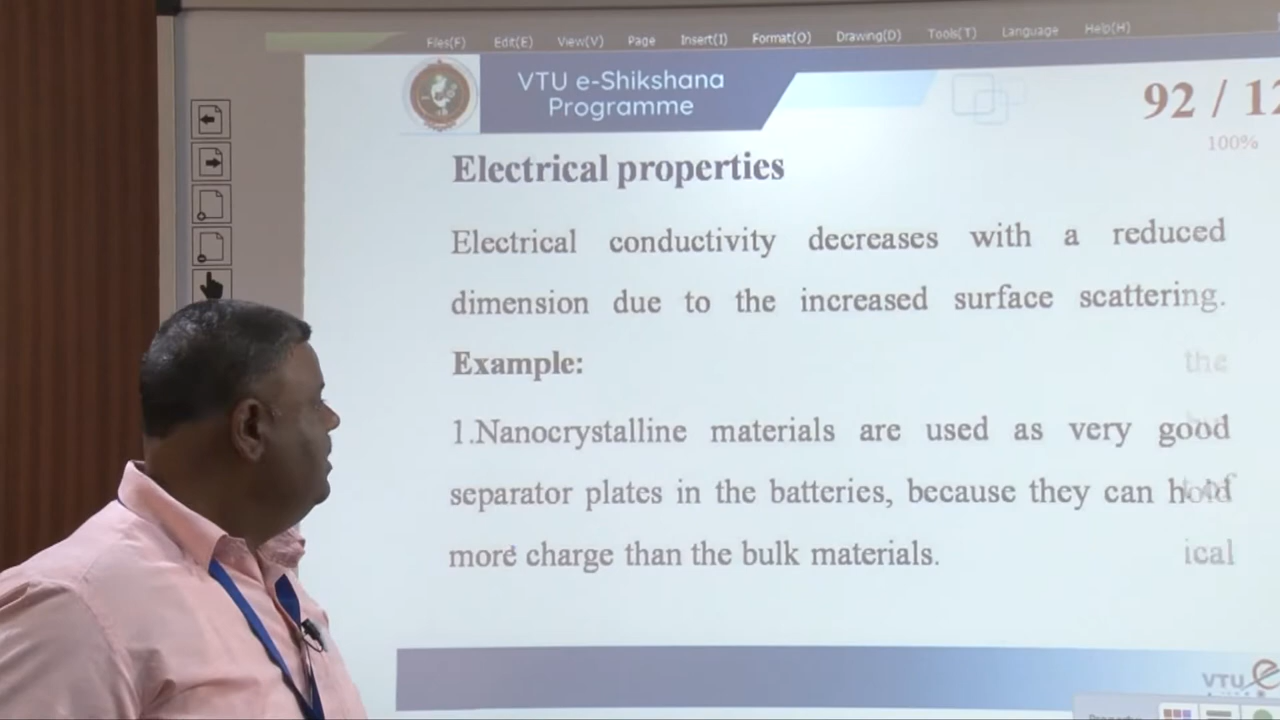 Files(F) Edit(E) View(V) Page Insert(I) Format(O) Drawing(D) Tools(T) Language Help(H)
VTU e-Shikshana
Programme
92 / 12
100%
Electrical properties
Electrical conductivity decreases with a reduced
dimension due to the increased surface scattering.
Example:
the
1.Nanocrystalline materials are used as very good
separator plates in the batteries, because they can hold
more charge than the bulk materials.
ical
VTU